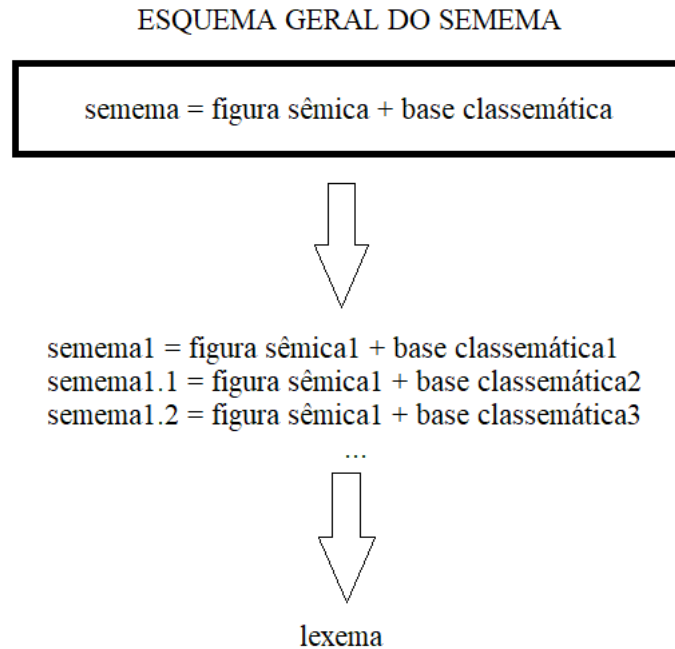 ESQUEMA GERAL DO SEMEMA
semema = figura sêmica + base classemática
semema1 = figura sêmica1 + base classemática1
semema1.1 = figura sêmica1 + base classemática2
semema1.2 = figura sêmica1 + base classemática3
...
lexema